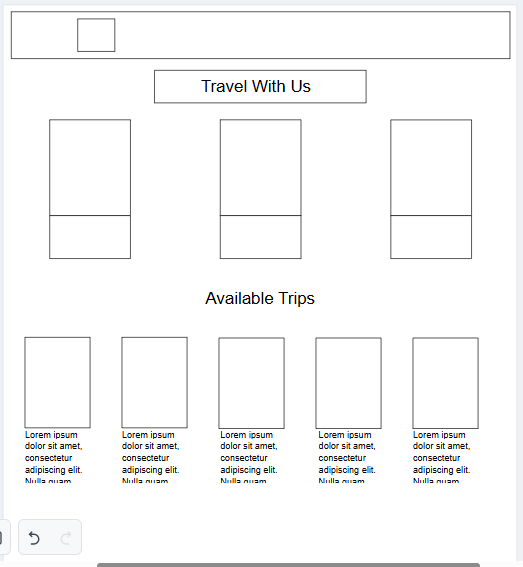 Travel With Us
Available Trips
Lorem ipsum
dolor sit amet,
consectetur
adipiscing elit.
Nulla quam
Lorem ipsum
dolor sit amet,
consectetur
adipiscing elit.
Nulla quam
Lorem ipsum
dolor sit amet,
consectetur
adipiscing elit.
Nulla quam
Lorem ipsum
dolor sit amet,
consectetur
adipiscing elit.
Nulla quam
Lorem ipsum
dolor sit amet,
consectetur
adipiscing elit.
Nulla quam